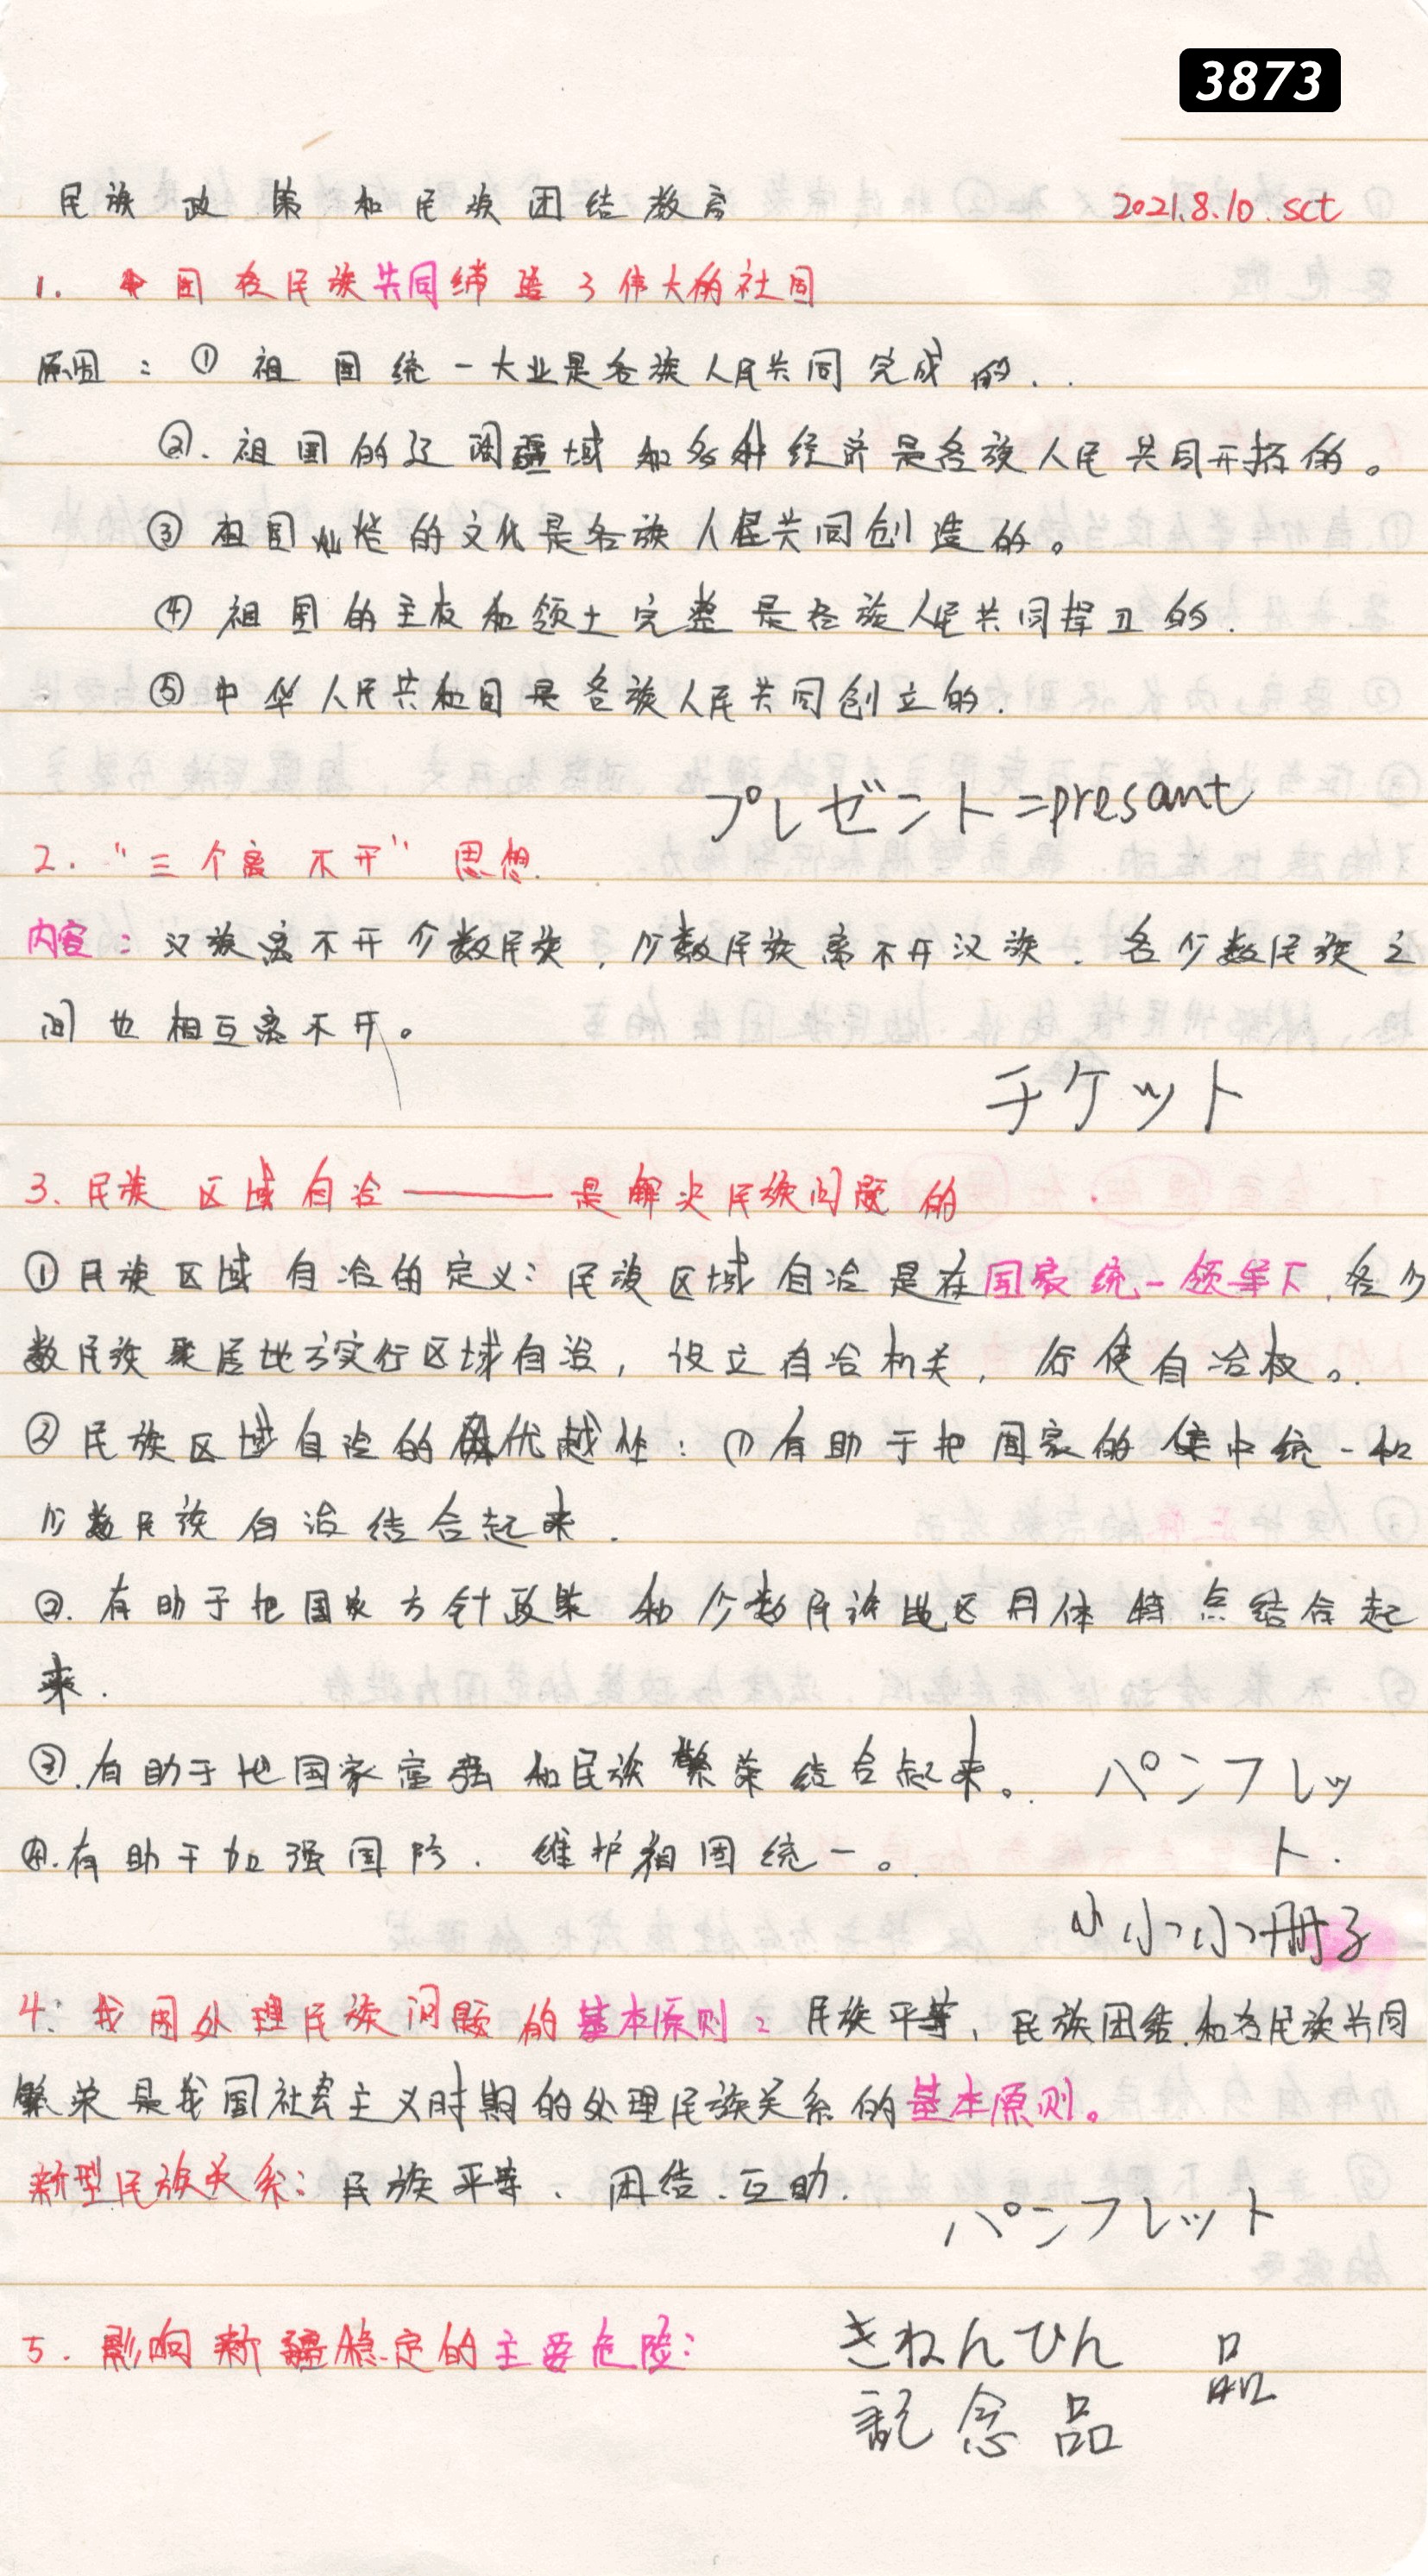 3873
民族政策和民族团结教育 2021.8.10.sct
1. 中国各民族共同缔造了伟大的祖国
原因：① 祖国统一大业是各族人民共同完成的..
②. 祖国的辽阔疆域和各种经济是各族人民共同开拓的。
③ 祖国灿烂的文化是各族人民共同创造的。
④ 祖国的主权和领土完整是各族人民共同捍卫的.
⑤ 中华人民共和国是各族人民共同创立的.
プレゼント=presant
2. “三个离不开”思想.
内容：汉族离不开少数民族，少数民族离不开汉族．各少数民族之
间也相互离不开。
チケット
3. 民族区域自治——是解决民族问题的
①民族区域自治的定义：民族区域自治是在国家统一领导下，各少
数民族聚居地方实行区域自治，设立自治机关，行使自治权。.
② 民族区域自治的优越性：(1)有助于把国家的集中统一和
少数民族自治结合起来.
②. 有助于把国家方针政策和少数民族地区具体特点结合起
来.
③.有助于把国家富强和民族繁荣结合起来。. パンフレッ
④.有助于加强国防．维护祖国统一。. ト.
小小小冊子
4. 我国处理民族问题的基本原则：民族平等，民族团结.和各民族共同
繁荣是我国社会主义时期的处理民族关系的基本原则。
新型民族关系：民族平等、团结.互助.
パンフレット
5. 影响新疆稳定的主要危险： きねんひん 品
記念品